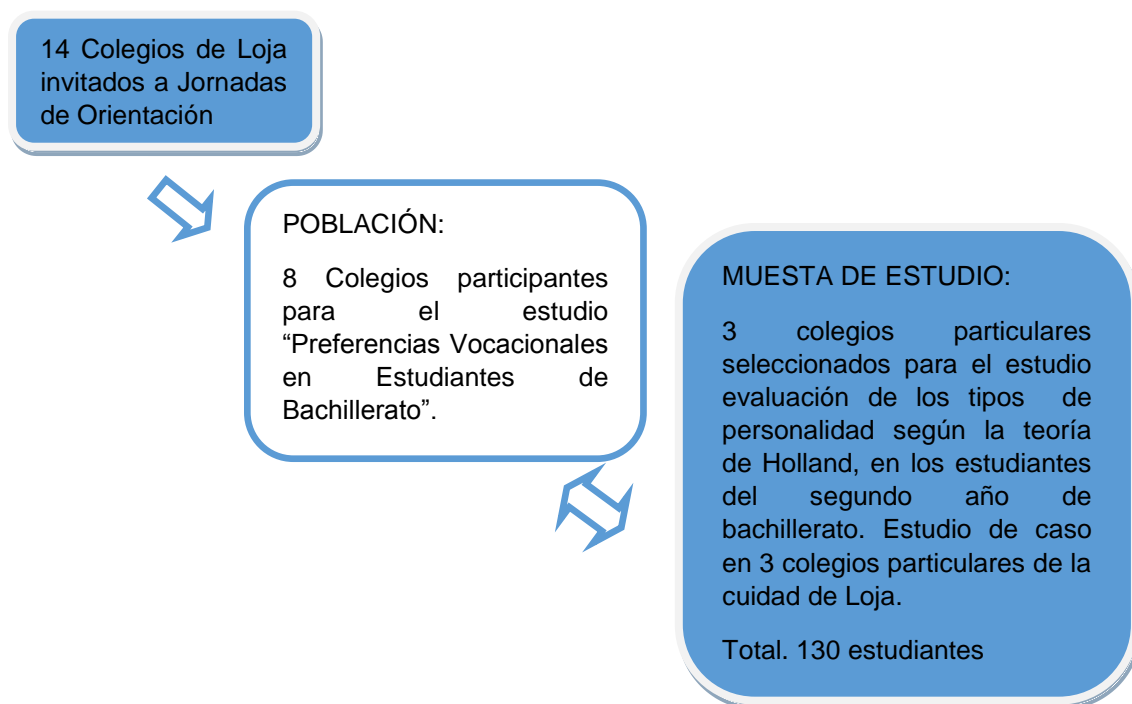 14 Colegios de Loja
invitados a Jornadas
de Orientación
POBLACIÓN:
8 Colegios participantes
para el estudio
“Preferencias Vocacionales
en Estudiantes de
Bachillerato”.
MUESTA DE ESTUDIO:
3 colegios particulares
seleccionados para el estudio
evaluación de los tipos de
personalidad según la teoría
de Holland, en los estudiantes
del segundo año de
bachillerato. Estudio de caso
en 3 colegios particulares de la
cuidad de Loja.
Total. 130 estudiantes